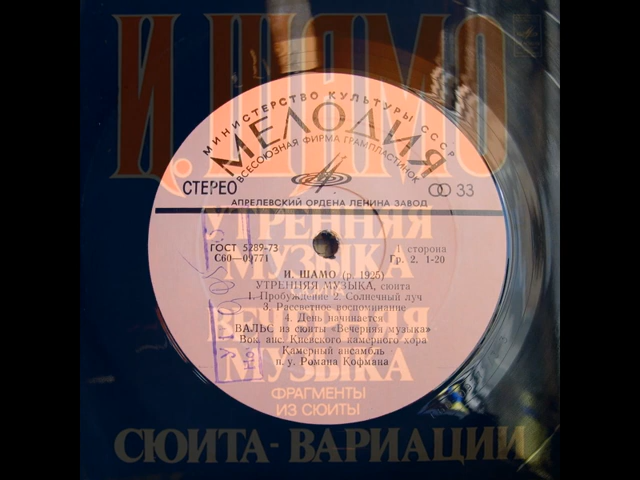 И. ШАМО
МИНИСТЕРСТВО КУЛЬТУРЫ СССР
МЕЛОДИЯ
ВСЕСОЮЗНАЯ ФИРМА ГРАМПЛАСТИНОК
СТЕРЕО
33
АПРЕЛЕВСКИЙ ОРДЕНА ЛЕНИНА ЗАВОД
УТРЕННЯЯ
МУЗЫКА
ГОСТ 5289-73
С60—09771
1 сторона
Гр. 2. 1-20
И. ШАМО (р. 1925)
УТРЕННЯЯ МУЗЫКА, сюита
1. Пробуждение 2. Солнечный луч
3. Рассветное воспоминание
4. День начинается
ВАЛЬС из сюиты «Вечерняя музыка»
Вок. анс. Киевского камерного хора
Камерный ансамбль
п. у. Романа Кофмана
ВЕЧЕРНЯЯ
МУЗЫКА
ФРАГМЕНТЫ
ИЗ СЮИТЫ
СЮИТА-ВАРИАЦИИ